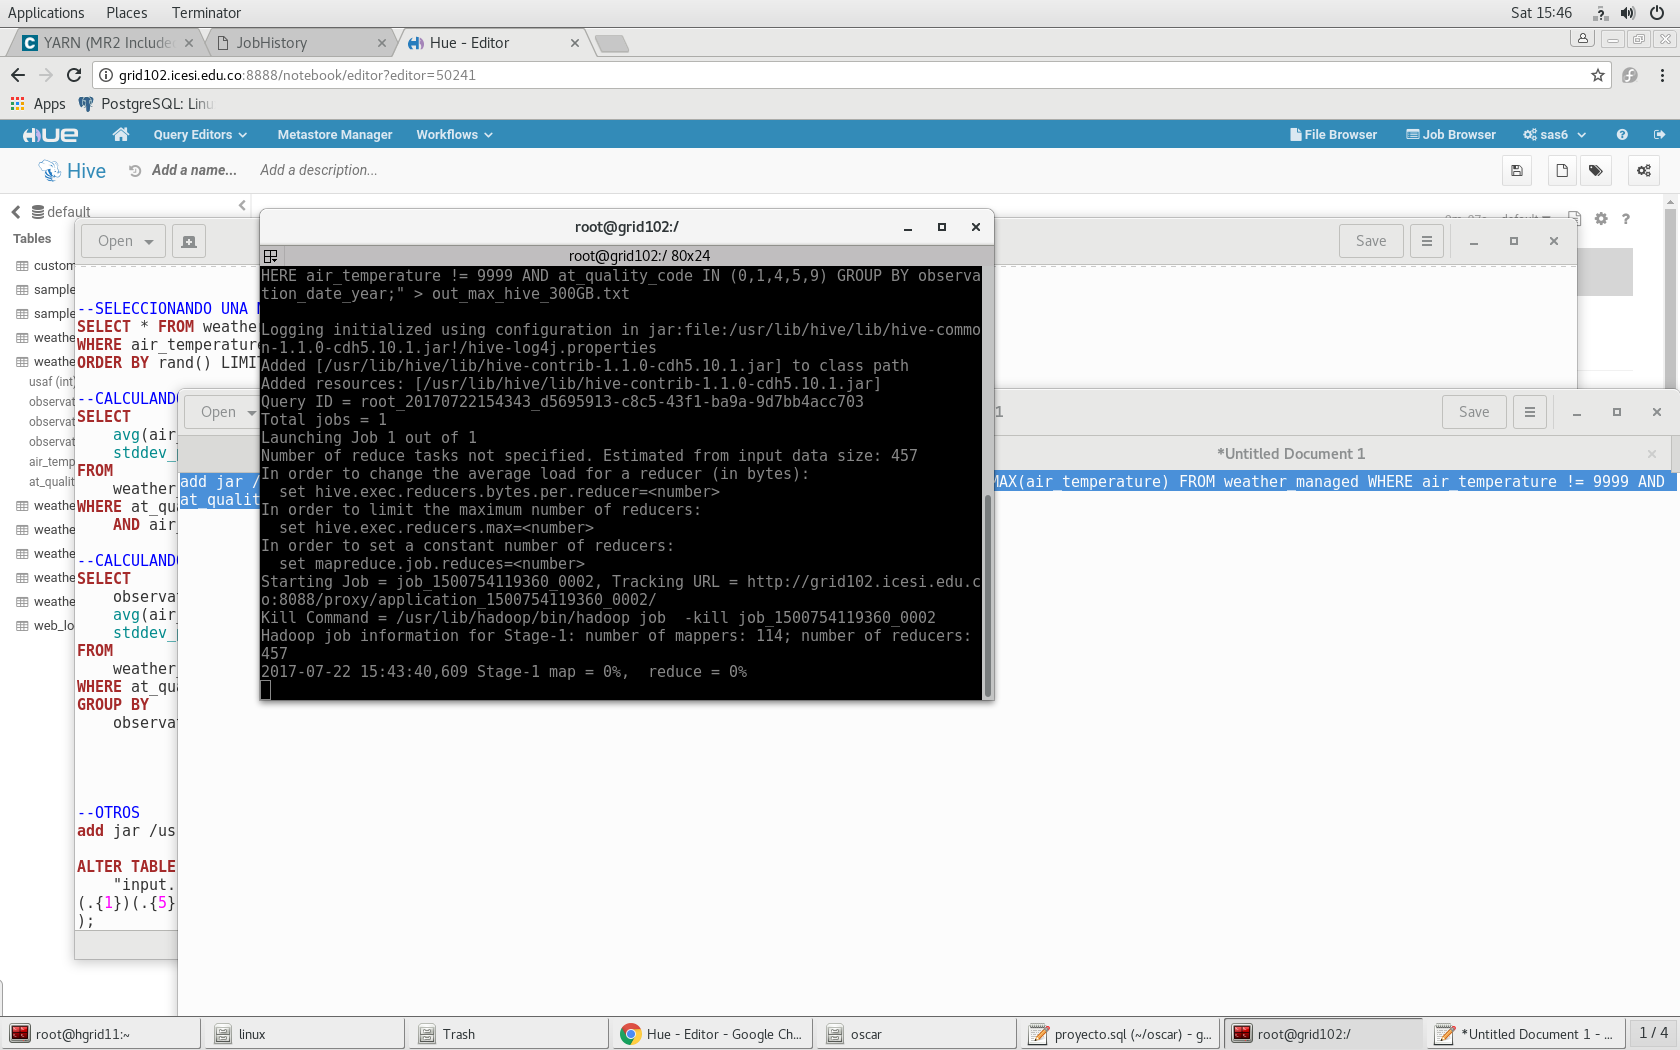 Applications Places Terminator Sat 15:46
YARN (MR2 Include JobHistory Hue - Editor
grid102.icesi.edu.co:8888/notebook/editor?editor=50241
Apps PostgreSQL: Linu
HUE Query Editors Metastore Manager Workflows File Browser Job Browser sas6
Hive Add a name... Add a description...
default
Tables
custom
sample
sample
weathe
weathe
usaf (int)
observat
observat
observat
air_temp
at_qualit
weathe
weathe
weathe
weathe
weathe
web_lo
Open Save
--SELECCIONANDO UNA
SELECT * FROM weathe
WHERE air_temperature
ORDER BY rand() LIMI
--CALCULANDO
SELECT
avg(air_
stddev_
FROM
weather_
WHERE at_qua
AND air_
--CALCULANDO
SELECT
observat
avg(air_
stddev_
FROM
weather_
WHERE at_qua
GROUP BY
observat
--OTROS
add jar /us
ALTER TABLE
"input.
(.{1})(.{5}
);
root@grid102:/
root@grid102:/ 80x24
HERE air_temperature != 9999 AND at_quality_code IN (0,1,4,5,9) GROUP BY observa
tion_date_year;" > out_max_hive_300GB.txt
Logging initialized using configuration in jar:file:/usr/lib/hive/lib/hive-commo
n-1.1.0-cdh5.10.1.jar!/hive-log4j.properties
Added [/usr/lib/hive/lib/hive-contrib-1.1.0-cdh5.10.1.jar] to class path
Added resources: [/usr/lib/hive/lib/hive-contrib-1.1.0-cdh5.10.1.jar]
Query ID = root_20170722154343_d5695913-c8c5-43f1-ba9a-9d7bb4acc703
Total jobs = 1
Launching Job 1 out of 1
Number of reduce tasks not specified. Estimated from input data size: 457
In order to change the average load for a reducer (in bytes):
set hive.exec.reducers.bytes.per.reducer=<number>
In order to limit the maximum number of reducers:
set hive.exec.reducers.max=<number>
In order to set a constant number of reducers:
set mapreduce.job.reduces=<number>
Starting Job = job_1500754119360_0002, Tracking URL = http://grid102.icesi.edu.c
o:8088/proxy/application_1500754119360_0002/
Kill Command = /usr/lib/hadoop/bin/hadoop job  -kill job_1500754119360_0002
Hadoop job information for Stage-1: number of mappers: 114; number of reducers:
457
2017-07-22 15:43:40,609 Stage-1 map = 0%,  reduce = 0%
Open 1 Save
*Untitled Document 1
add jar / MAX(air_temperature) FROM weather_managed WHERE air_temperature != 9999 AND
at_qualit
root@hgrid11:~ linux Trash Hue - Editor - Google Ch... oscar proyecto.sql (~/oscar) - g... root@grid102:/ *Untitled Document 1 - ... 1 / 4